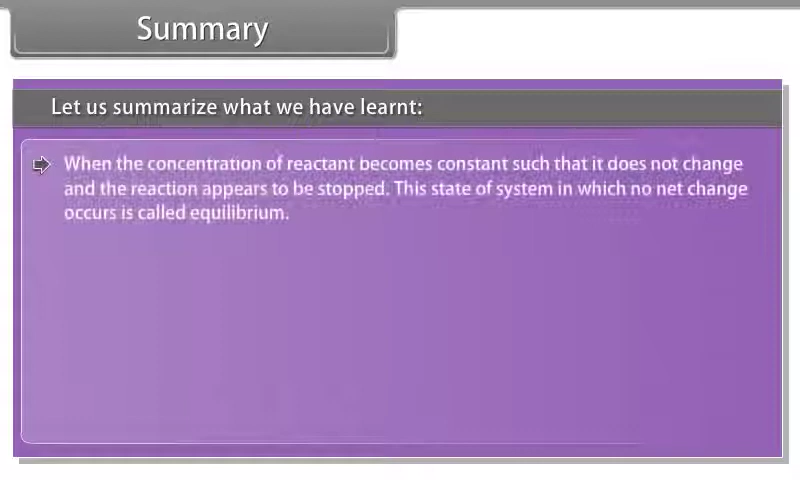 Summary
Let us summarize what we have learnt:
When the concentration of reactant becomes constant such that it does not change
and the reaction appears to be stopped. This state of system in which no net change
occurs is called equilibrium.